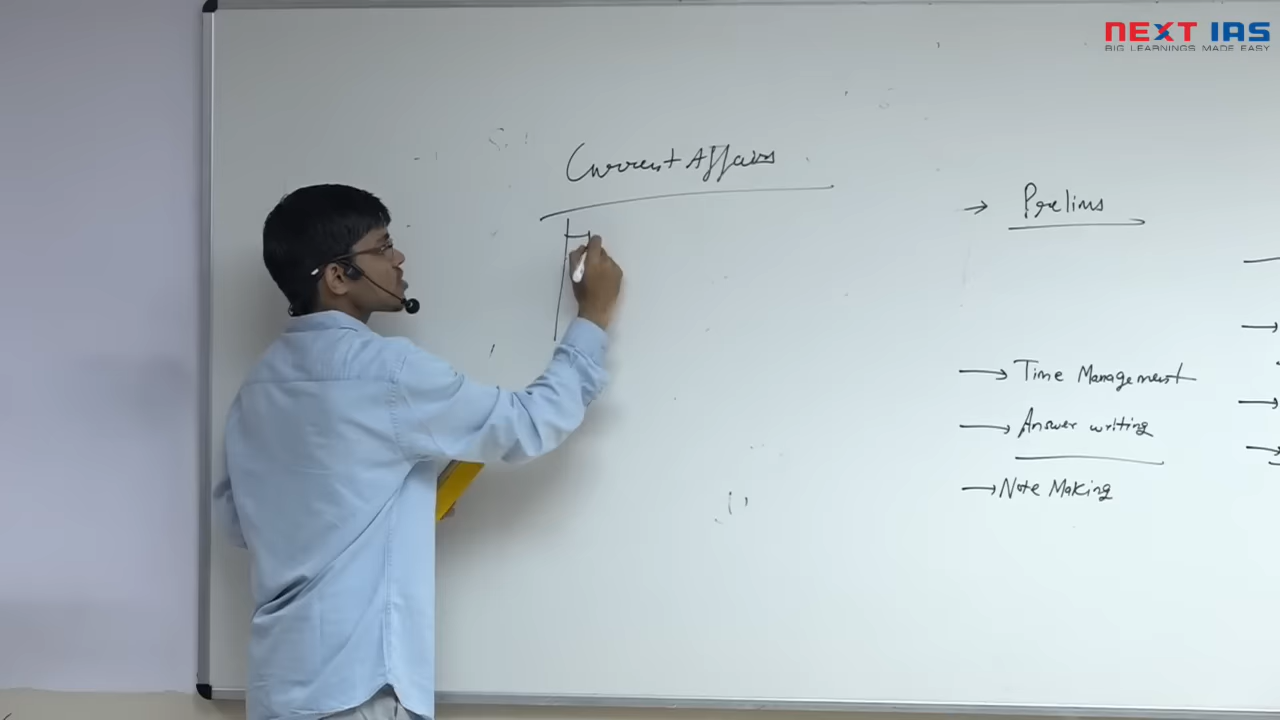 NEXT IAS
BIG LEARNINGS MADE EASY
Current Affairs
→ Prelims
→ Time Management
→ Answer writing
→ Note Making